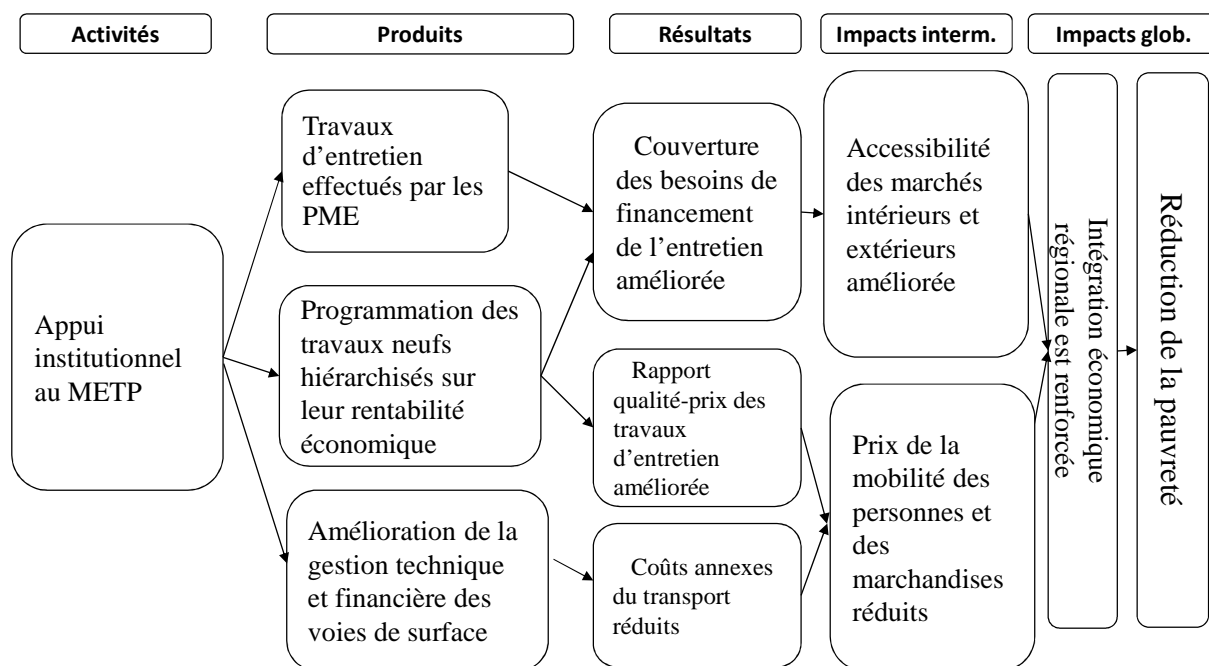 Activités
Produits
Résultats
Impacts interm.
Impacts glob.
Appui
institutionnel
au METP
Travaux
d’entretien
effectués par les
PME
Programmation des
travaux neufs
hiérarchisés sur
leur rentabilité
économique
Amélioration de la
gestion technique
et financière des
voies de surface
Couverture
des besoins de
financement
de l’entretien
améliorée
Rapport
qualité-prix des
travaux
d’entretien
améliorée
Coûts annexes
du transport
réduits
Accessibilité
des marchés
intérieurs et
extérieurs
améliorée
Prix de la
mobilité des
personnes et
des
marchandises
réduits
Intégration économique
régionale est renforcée
Réduction de la pauvreté